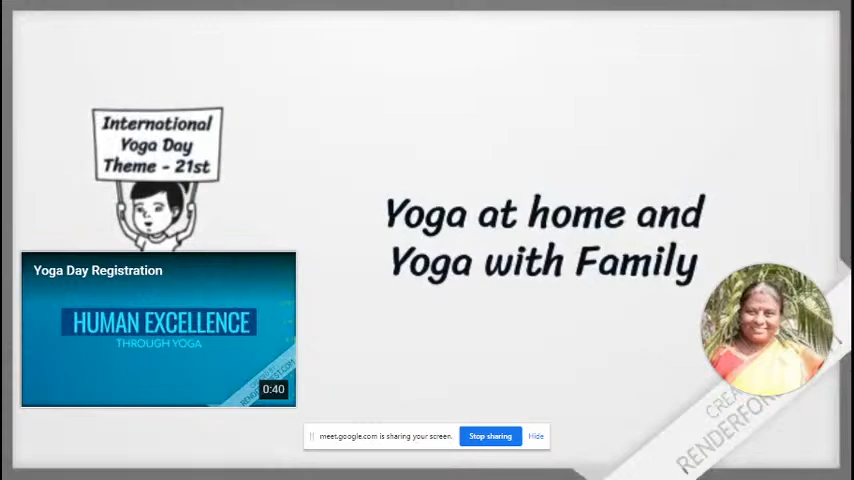 International
Yoga Day
Theme - 21st
Yoga at home and
Yoga with Family
Yoga Day Registration
HUMAN EXCELLENCE
THROUGH YOGA
0:40
meet.google.com is sharing your screen.
Stop sharing
Hide